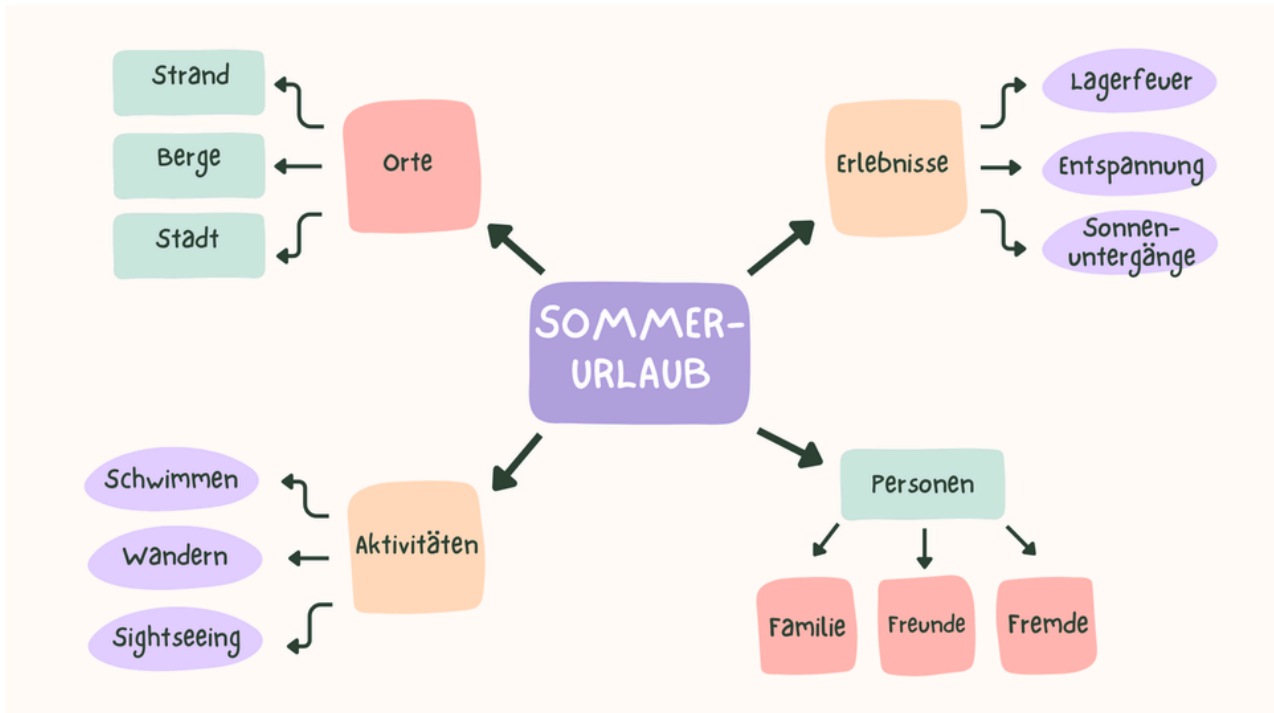 Strand
Berge
Stadt
Orte
Erlebnisse
Lagerfeuer
Entspannung
Sonnen-
untergänge
SOMMER-
URLAUB
Schwimmen
Wandern
Sightseeing
Aktivitäten
Personen
Familie
Freunde
Fremde